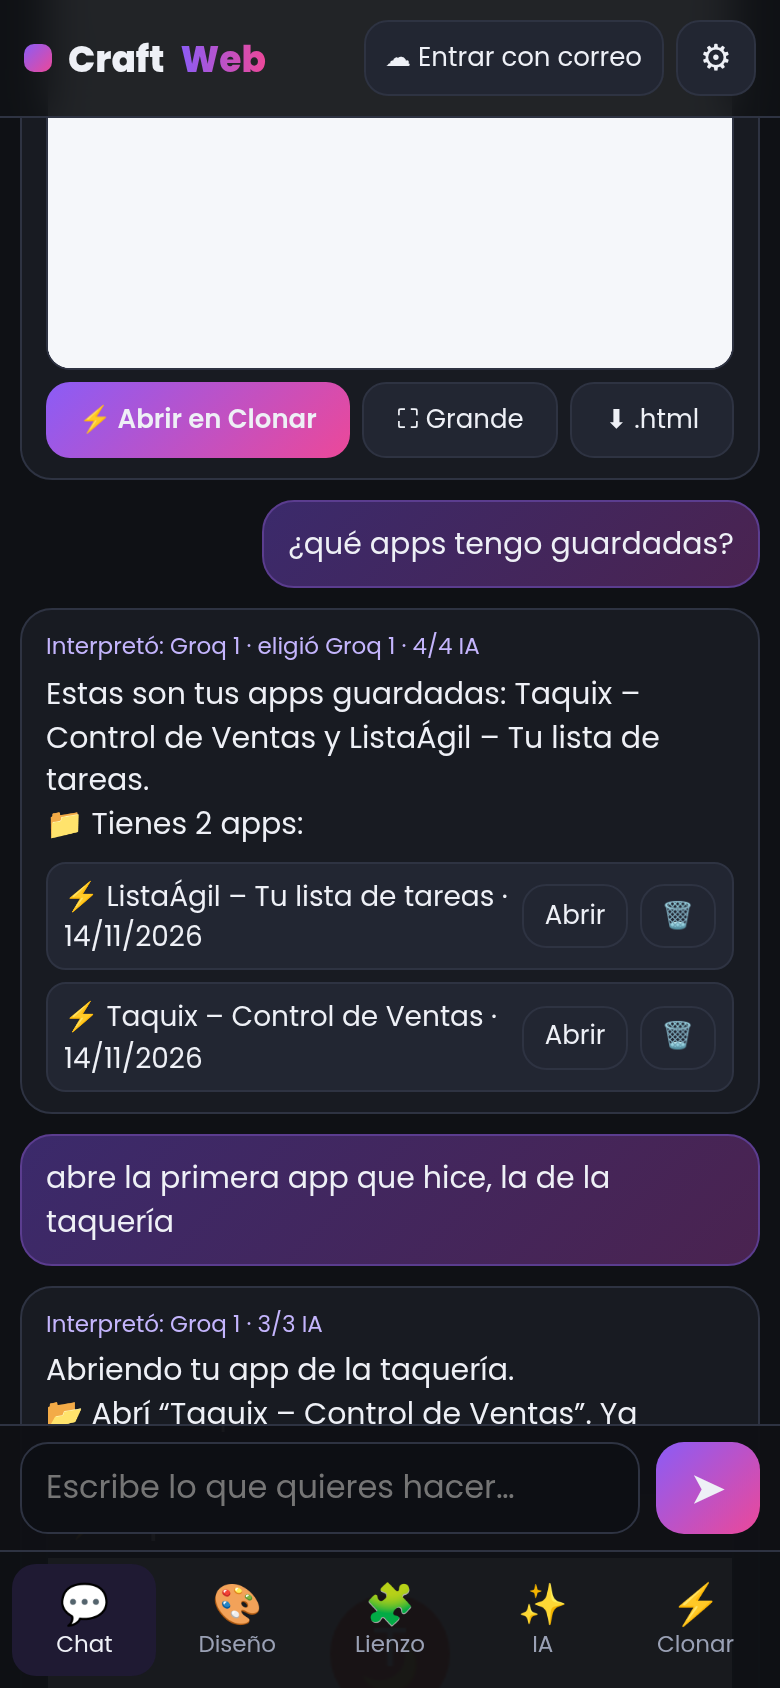 Craft Web
☁ Entrar con correo
⚙
⚡ Abrir en Clonar
⛶ Grande
⬇ .html
¿qué apps tengo guardadas?
Interpretó: Groq 1 · eligió Groq 1 · 4/4 IA
Estas son tus apps guardadas: Taquix –
Control de Ventas y ListaÁgil – Tu lista de
tareas.
📁 Tienes 2 apps:
⚡ ListaÁgil – Tu lista de tareas ·
14/11/2026
Abrir
🗑️
⚡ Taquix – Control de Ventas ·
14/11/2026
Abrir
🗑️
abre la primera app que hice, la de la
taquería
Interpretó: Groq 1 · 3/3 IA
Abriendo tu app de la taquería.
📂 Abrí “Taquix – Control de Ventas”. Ya
Escribe lo que quieres hacer...
➤
💬 Chat
🎨 Diseño
🧩 Lienzo
✨ IA
⚡ Clonar